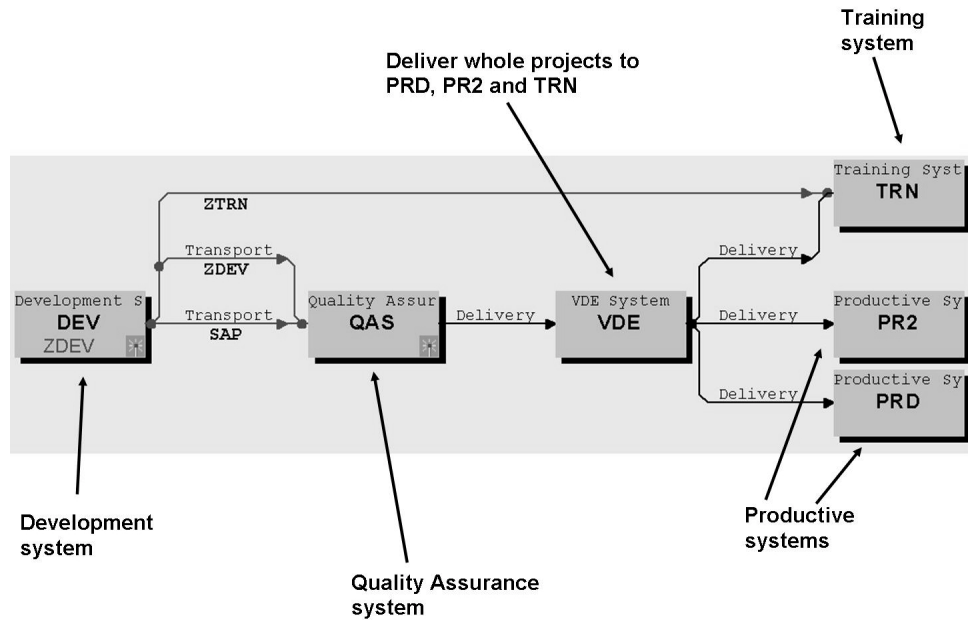 Training
system
Deliver whole projects to
PRD, PR2 and TRN
Training Syst
TRN
ZTRN
Transport
ZDEV
Delivery
Development S
DEV
ZDEV
Transport
SAP
Quality Assur
QAS
Delivery
VDE System
VDE
Delivery
Productive Sy
PR2
Delivery
Productive Sy
PRD
Development
system
Quality Assurance
system
Productive
systems